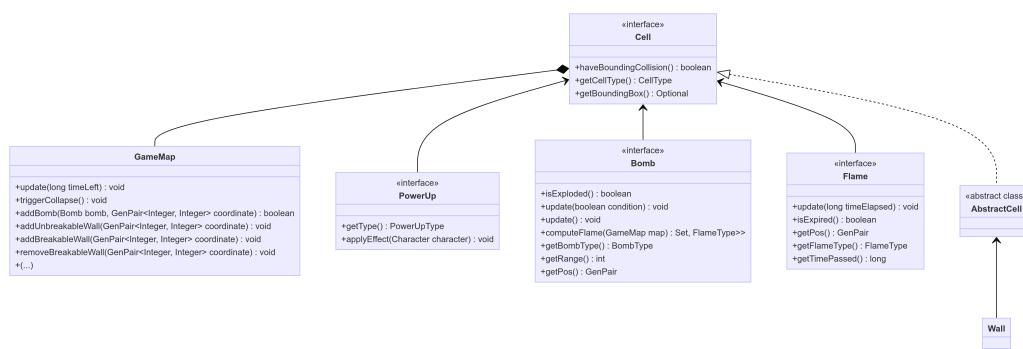 «interface»
Cell
+haveBoundingCollision() : boolean
+getCellType() : CellType
+getBoundingBox() : Optional
GameMap
+update(long timeLeft) : void
+triggerCollapse() : void
+addBomb(Bomb bomb, GenPair<Integer, Integer> coordinate) : boolean
+addUnbreakableWall(GenPair<Integer, Integer> coordinate) : void
+addBreakableWall(GenPair<Integer, Integer> coordinate) : void
+removeBreakableWall(GenPair<Integer, Integer> coordinate) : void
+(...)
«interface»
PowerUp
+getType() : PowerUpType
+applyEffect(Character character) : void
«interface»
Bomb
+isExploded() : boolean
+update(boolean condition) : void
+update() : void
+computeFlame(GameMap map) : Set, FlameType>>
+getBombType() : BombType
+getRange() : int
+getPos() : GenPair
«interface»
Flame
+update(long timeElapsed) : void
+isExpired() : boolean
+getPos() : GenPair
+getFlameType() : FlameType
+getTimePassed() : long
«abstract class
AbstractCell
Wall